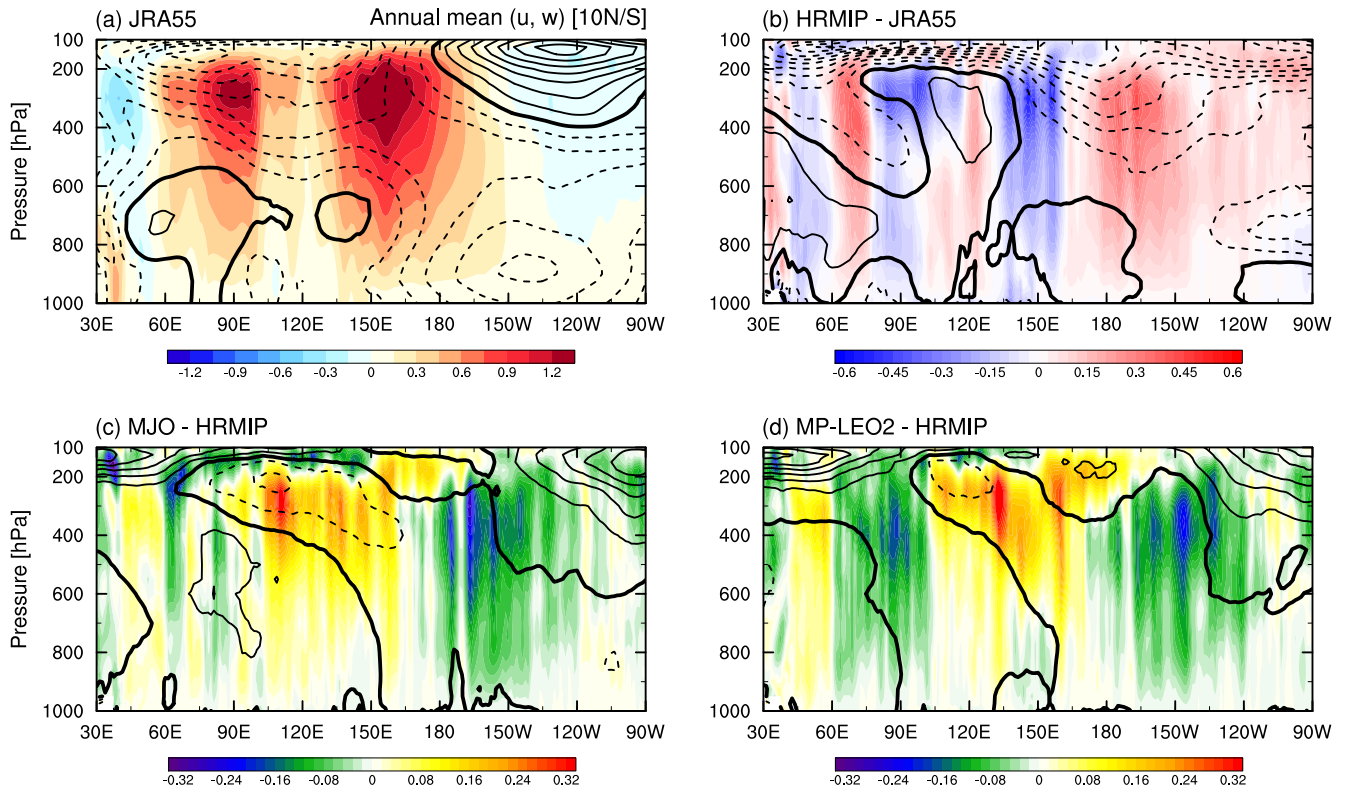 (a) JRA55 Annual mean (u, w) [10N/S]
100
200
400
600
800
1000
Pressure [hPa]
30E 60E 90E 120E 150E 180 150W 120W 90W
-1.2 -0.9 -0.6 -0.3 0 0.3 0.6 0.9 1.2
(b) HRMIP - JRA55
100
200
400
600
800
1000
30E 60E 90E 120E 150E 180 150W 120W 90W
-0.6 -0.45 -0.3 -0.15 0 0.15 0.3 0.45 0.6
(c) MJO - HRMIP
100
200
400
600
800
1000
Pressure [hPa]
30E 60E 90E 120E 150E 180 150W 120W 90W
-0.32 -0.24 -0.16 -0.08 0 0.08 0.16 0.24 0.32
(d) MP-LEO2 - HRMIP
100
200
400
600
800
1000
30E 60E 90E 120E 150E 180 150W 120W 90W
-0.32 -0.24 -0.16 -0.08 0 0.08 0.16 0.24 0.32